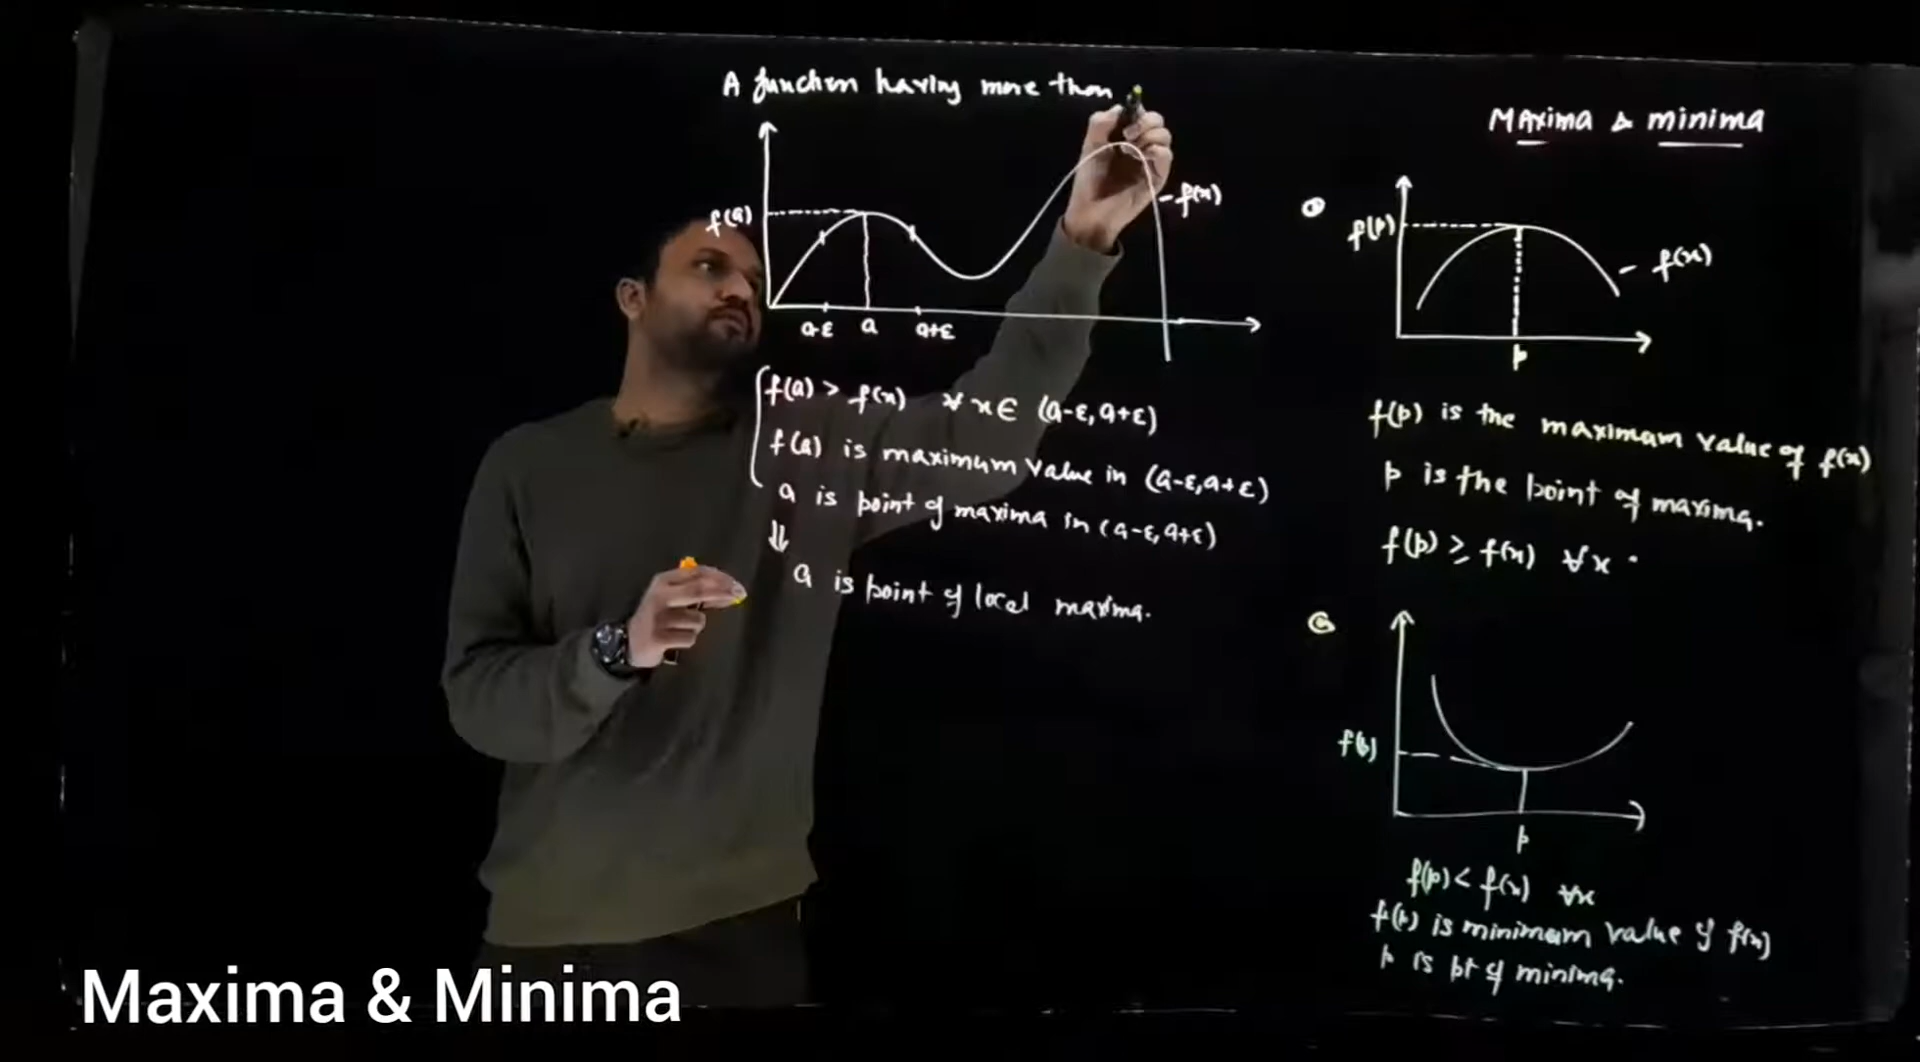 A function having more than
f(a)
f(x)
a-ε a a+ε
f(a) > f(x) ∀ x ∈ (a-ε, a+ε)
f(a) is maximum value in (a-ε, a+ε)
a is point of maxima in (a-ε, a+ε)
⇓
a is point of local maxima.
Maxima & minima
①
f(p)
f(x)
p
f(p) is the maximum value of f(x)
p is the point of maxima.
f(p) ≥ f(x) ∀x
f(p)
p
f(p) < f(x) ∀x
f(p) is minimum value of f(x)
p is pt of minima.
Maxima & Minima